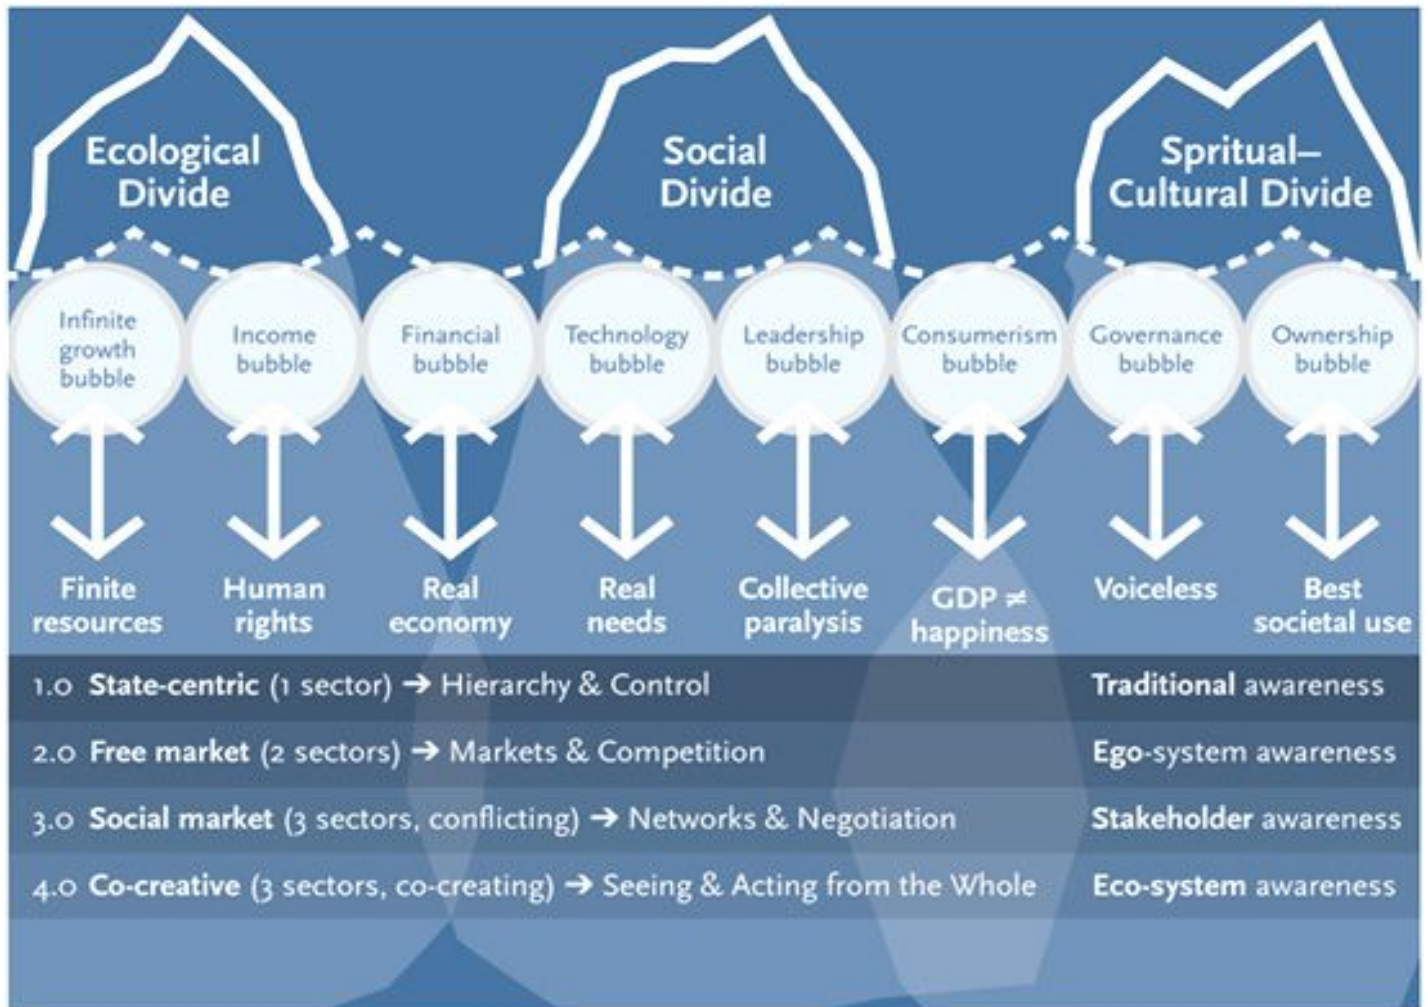 Ecological
Divide
Social
Divide
Spritual—
Cultural Divide
Infinite
growth
bubble
Income
bubble
Financial
bubble
Technology
bubble
Leadership
bubble
Consumerism
bubble
Governance
bubble
Ownership
bubble
Finite
resources
Human
rights
Real
economy
Real
needs
Collective
paralysis
GDP ≠
happiness
Voiceless
Best
societal use
1.0 State-centric (1 sector) → Hierarchy & Control
Traditional awareness
2.0 Free market (2 sectors) → Markets & Competition
Ego-system awareness
3.0 Social market (3 sectors, conflicting) → Networks & Negotiation
Stakeholder awareness
4.0 Co-creative (3 sectors, co-creating) → Seeing & Acting from the Whole
Eco-system awareness